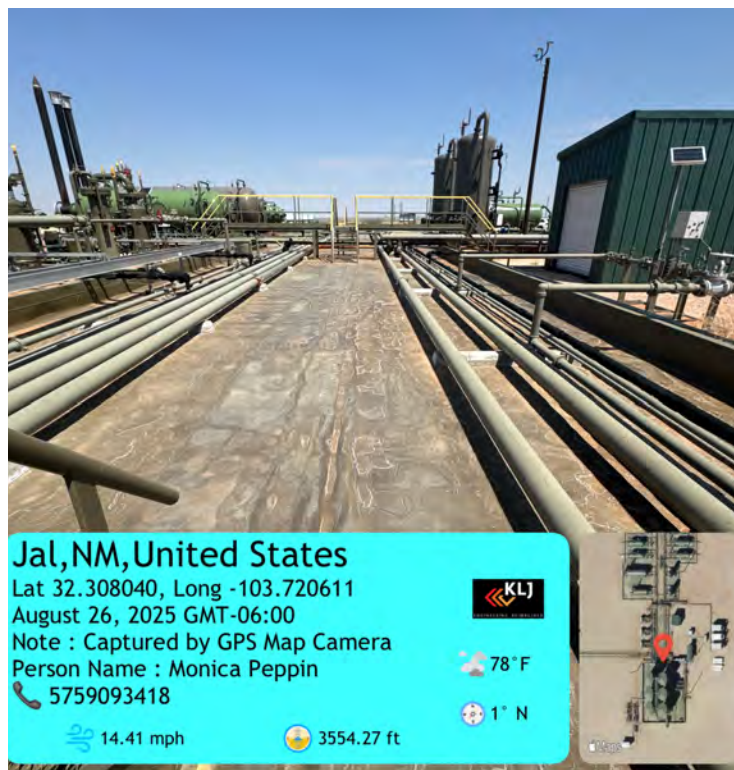 Jal,NM,United States
Lat 32.308040, Long -103.720611
August 26, 2025 GMT-06:00
Note : Captured by GPS Map Camera
Person Name : Monica Peppin
5759093418
14.41 mph
3554.27 ft
KLJ
78°F
1° N
Maps